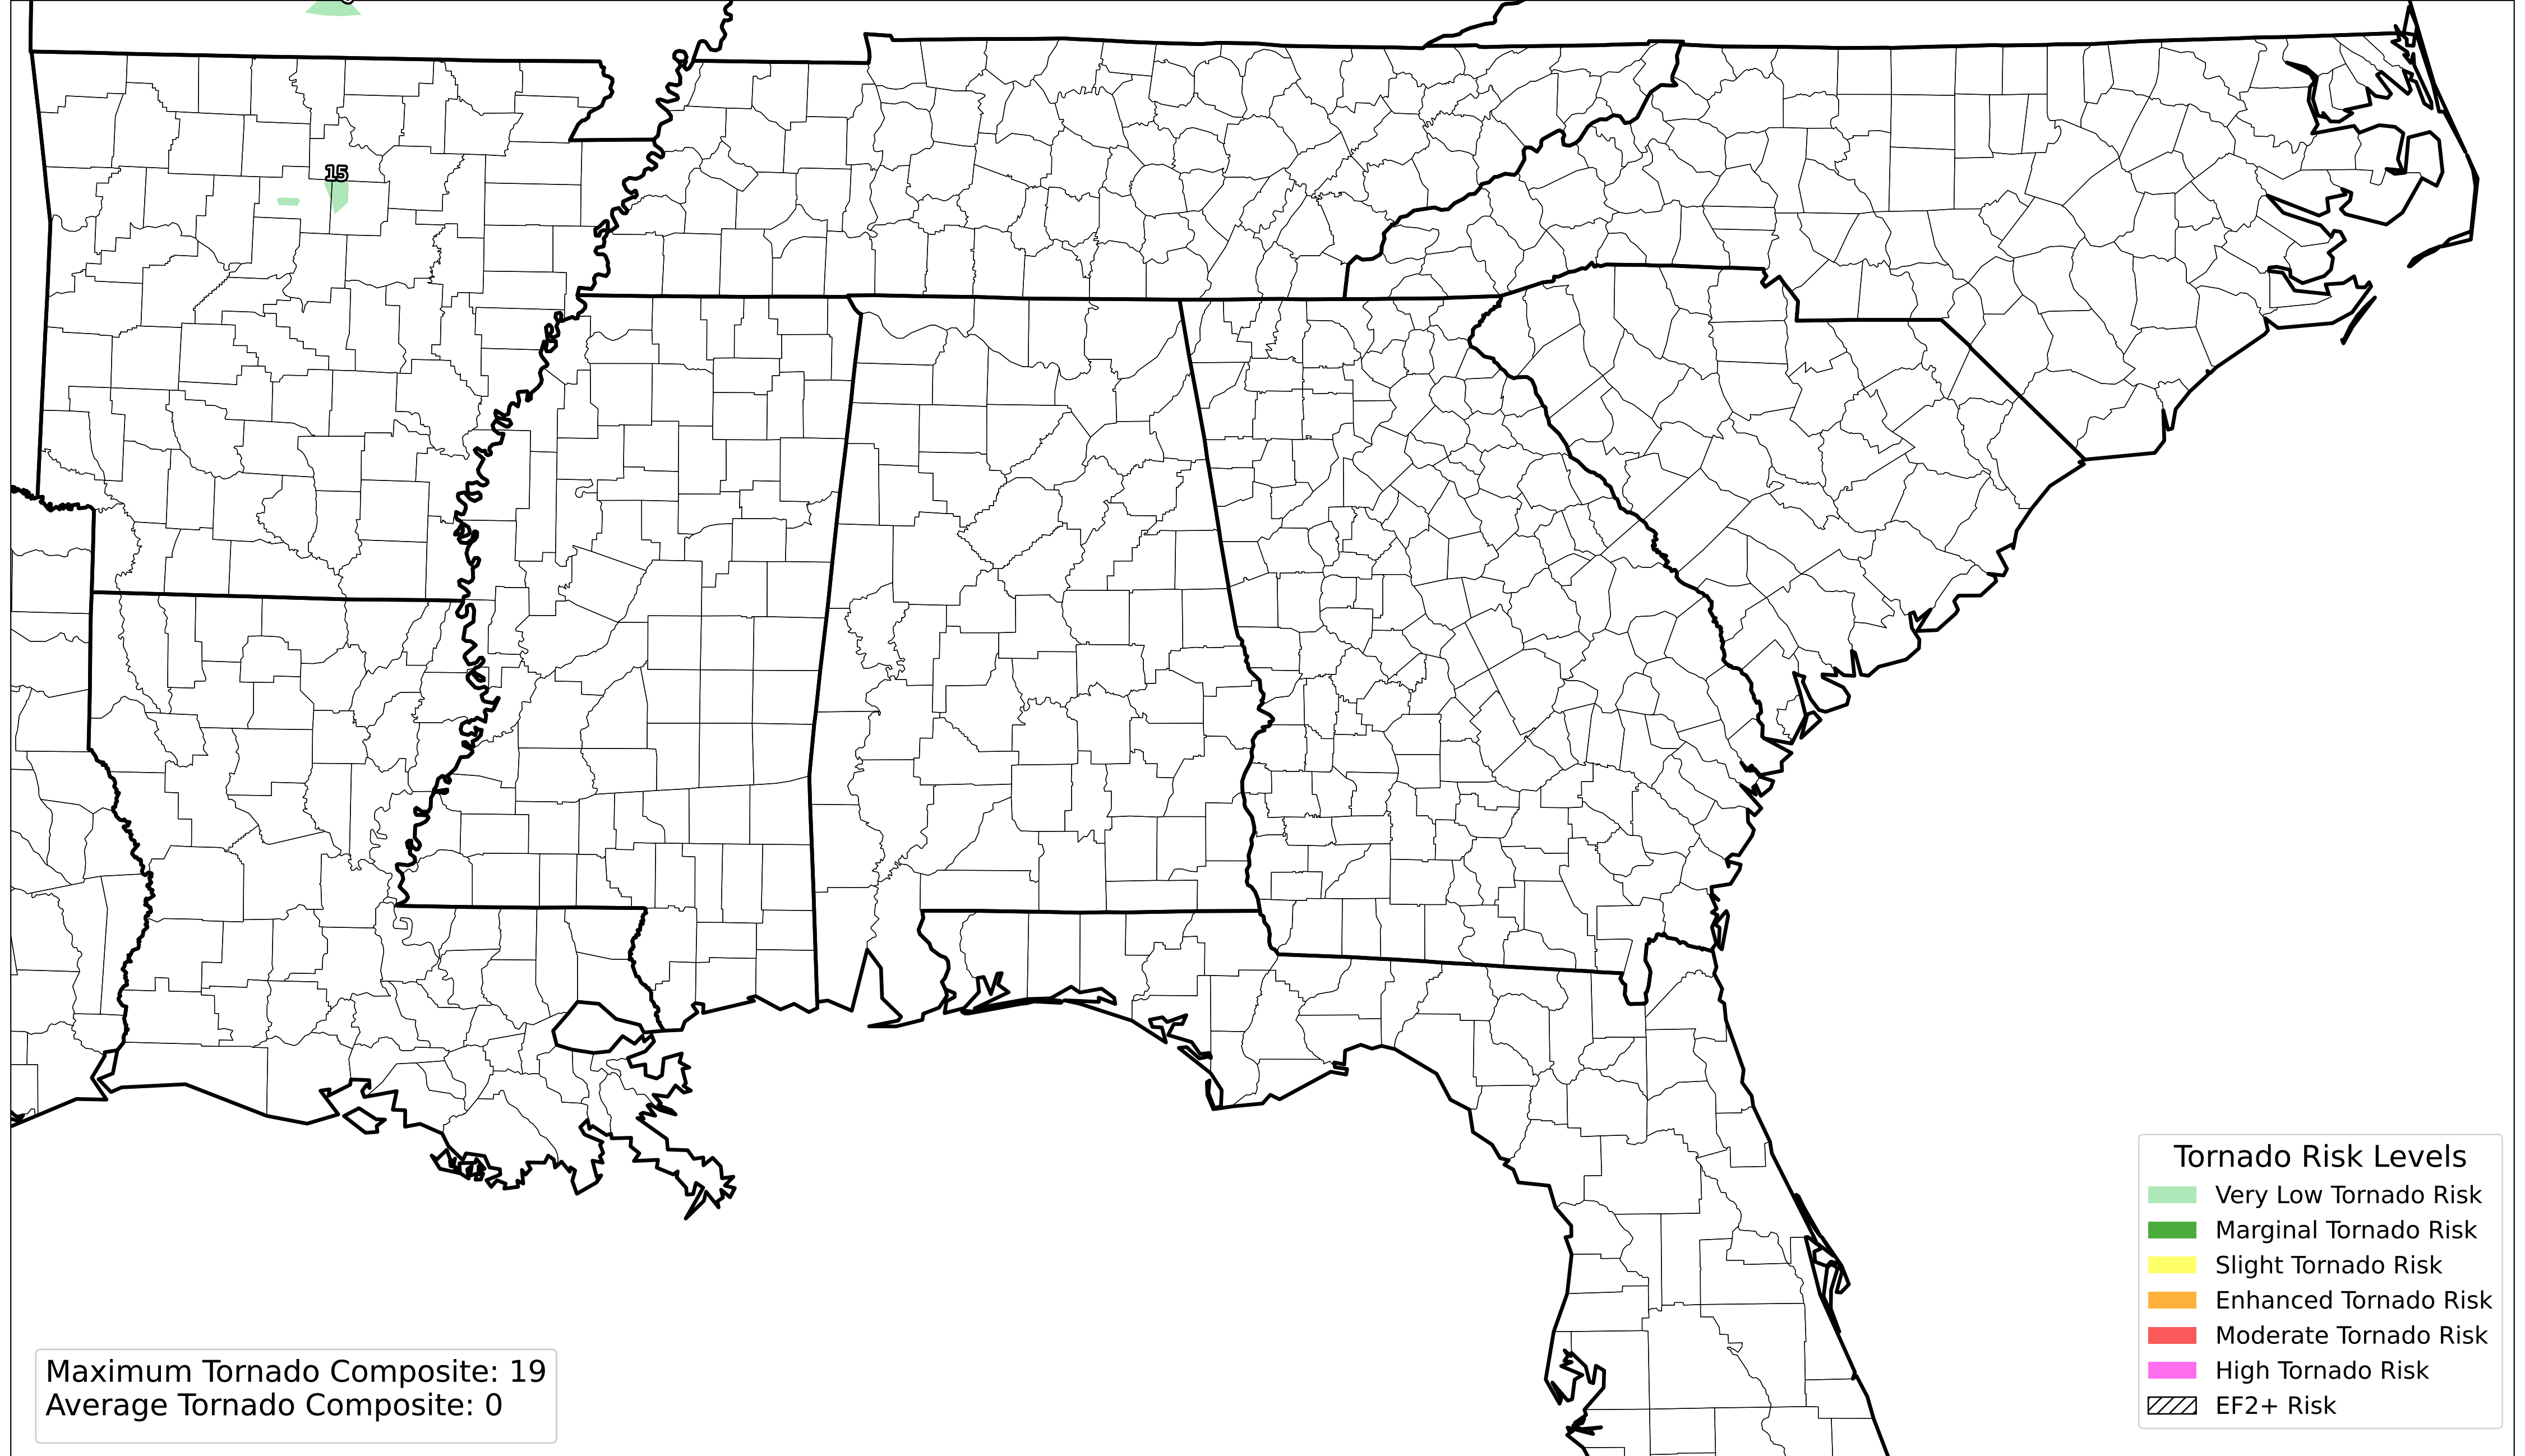 15
Tornado Risk Levels
Very Low Tornado Risk
Marginal Tornado Risk
Slight Tornado Risk
Enhanced Tornado Risk
Moderate Tornado Risk
High Tornado Risk
EF2+ Risk
Maximum Tornado Composite: 19
Average Tornado Composite: 0